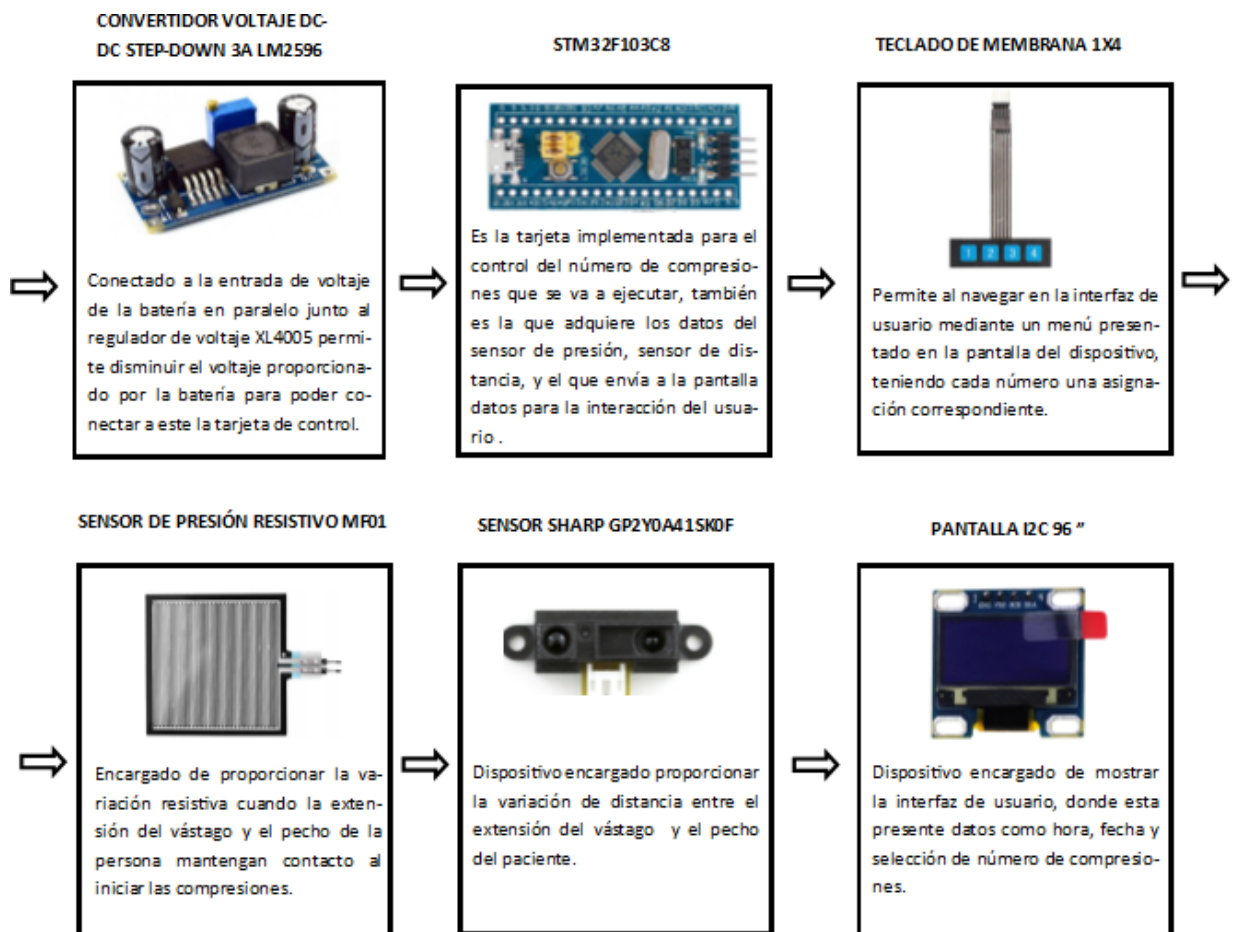 CONVERTIDOR VOLTAJE DC-
DC STEP-DOWN 3A LM2596
Conectado a la entrada de voltaje
de la batería en paralelo junto al
regulador de voltaje XL4005 permi-
te disminuir el voltaje proporciona-
do por la batería para poder co-
nectar a este la tarjeta de control.
STM32F103C8
Es la tarjeta implementada para el
control del número de compresio-
nes que se va a ejecutar, también
es la que adquiere los datos del
sensor de presión, sensor de dis-
tancia, y el que envía a la pantalla
datos para la interacción del usua-
rio .
TECLADO DE MEMBRANA 1X4
1 2 3 4
Permite al navegar en la interfaz de
usuario mediante un menú presen-
tado en la pantalla del dispositivo,
teniendo cada número una asigna-
ción correspondiente.
SENSOR DE PRESIÓN RESISTIVO MF01
Encargado de proporcionar la va-
riación resistiva cuando la exten-
sión del vástago y el pecho de la
persona mantengan contacto al
iniciar las compresiones.
SENSOR SHARP GP2Y0A41SK0F
Dispositivo encargado proporcionar
la variación de distancia entre el
extensión del vástago y el pecho
del paciente.
PANTALLA I2C 96 ”
Dispositivo encargado de mostrar
la interfaz de usuario, donde esta
presente datos como hora, fecha y
selección de número de compresio-
nes.